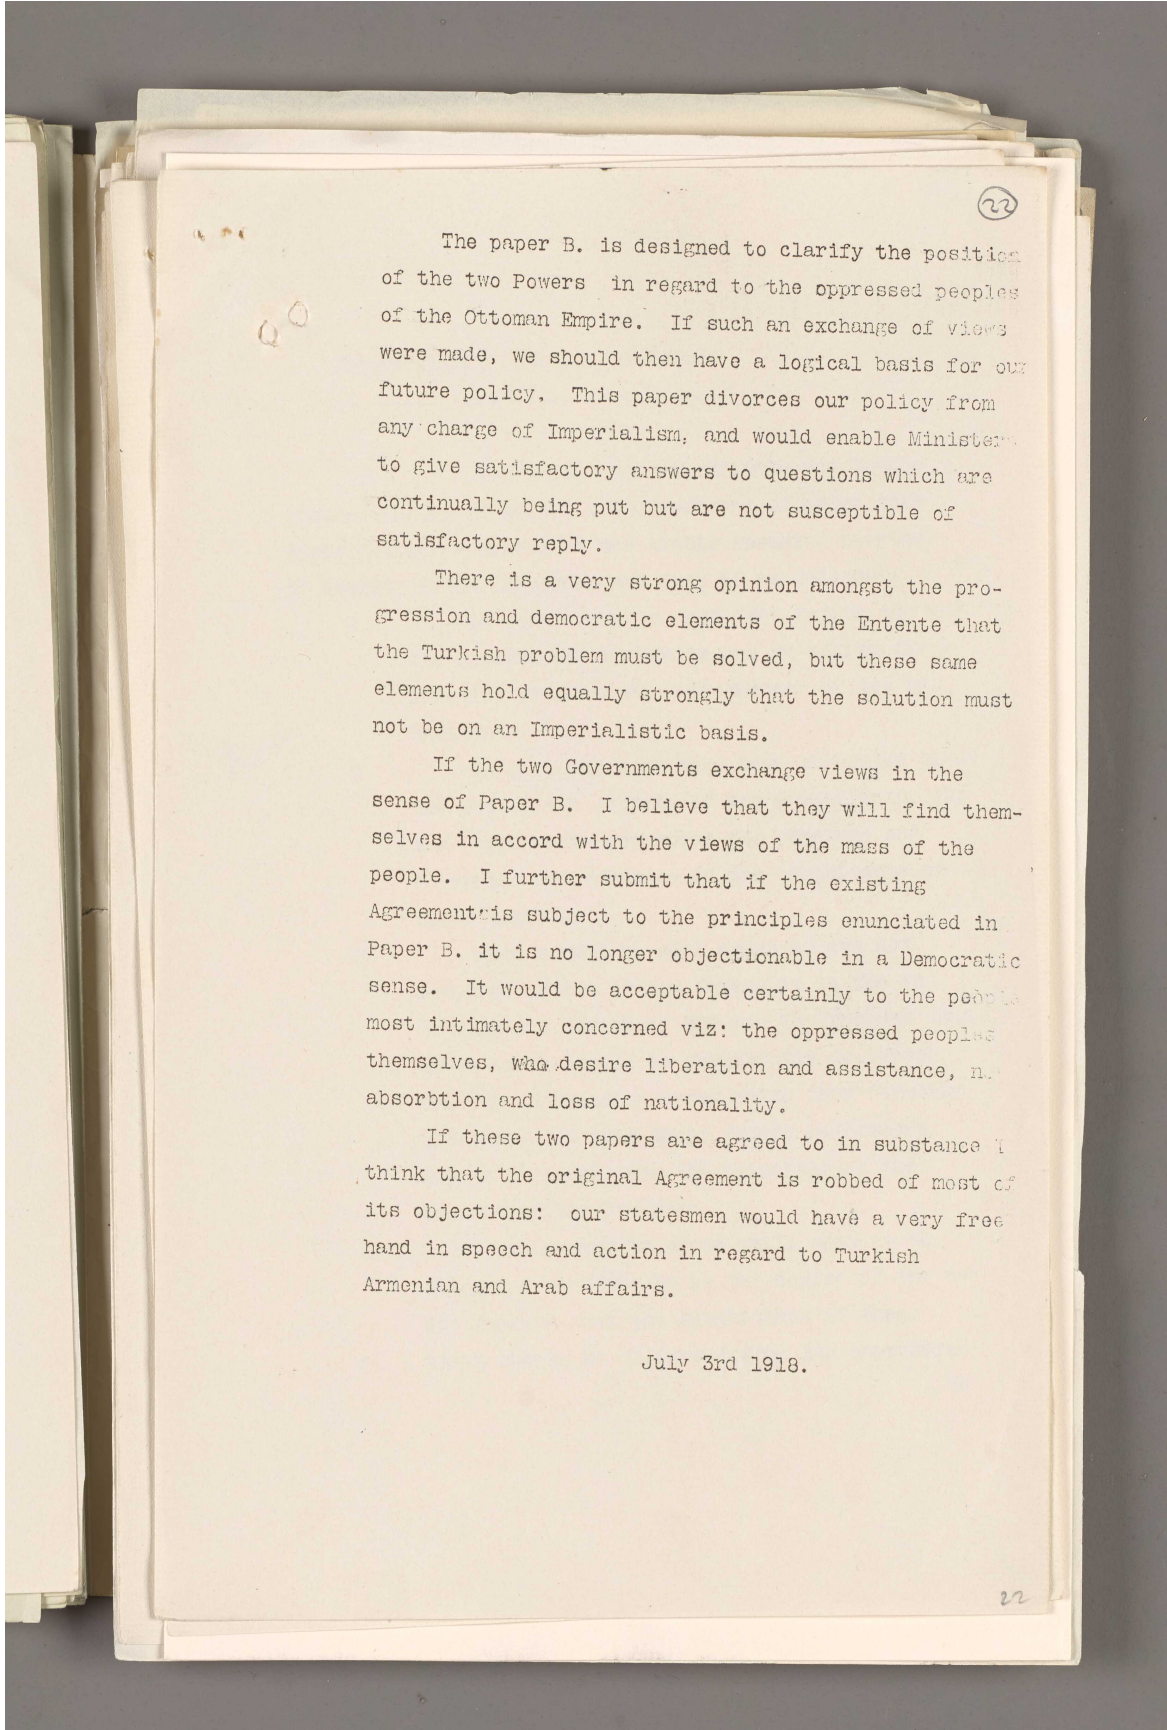 22
The paper B. is designed to clarify the position
of the two Powers in regard to the oppressed peoples
of the Ottoman Empire. If such an exchange of views
were made, we should then have a logical basis for our
future policy. This paper divorces our policy from
any charge of Imperialism, and would enable Ministers
to give satisfactory answers to questions which are
continually being put but are not susceptible of
satisfactory reply.
There is a very strong opinion amongst the pro-
gression and democratic elements of the Entente that
the Turkish problem must be solved, but these same
elements hold equally strongly that the solution must
not be on an Imperialistic basis.
If the two Governments exchange views in the
sense of Paper B. I believe that they will find them-
selves in accord with the views of the mass of the
people. I further submit that if the existing
Agreement is subject to the principles enunciated in
Paper B. it is no longer objectionable in a Democratic
sense. It would be acceptable certainly to the
most intimately concerned viz: the oppressed peoples
themselves, who desire liberation and assistance,
absorbtion and loss of nationality.
If these two papers are agreed to in substance I
think that the original Agreement is robbed of most of
its objections: our statesmen would have a very free
hand in speech and action in regard to Turkish
Armenian and Arab affairs.
July 3rd 1918.
22